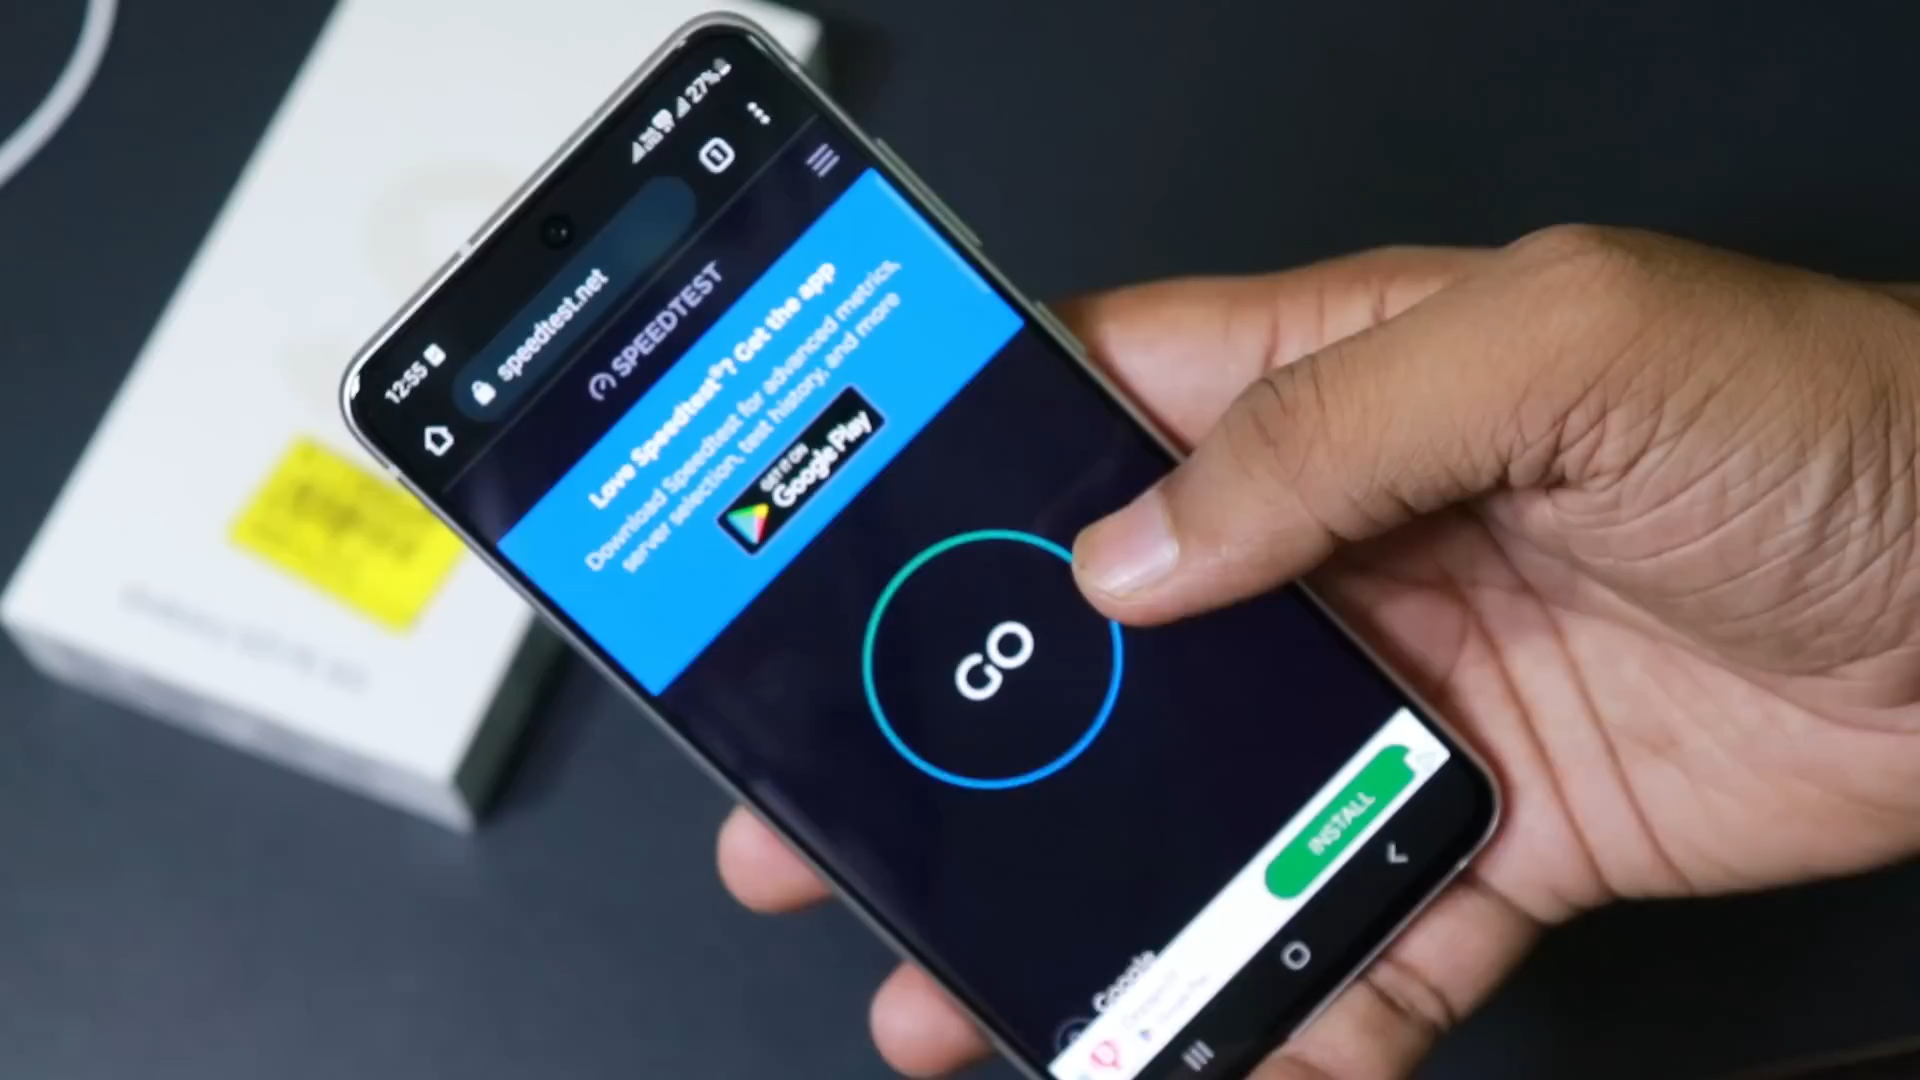 12:55
27%
speedtest.net
1
SPEEDTEST
Love Speedtest®? Get the app
Download Speedtest for advanced metrics,
server selection, test history, and more
GET IT ON
Google Play
GO
Google
INSTALL